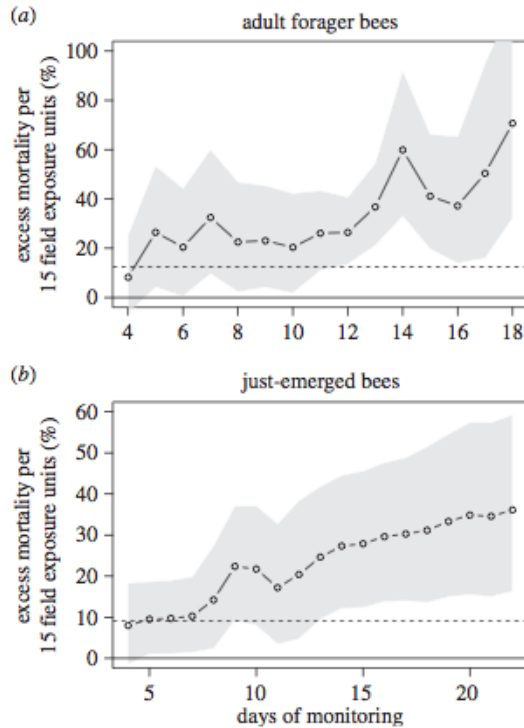 (a)
adult forager bees
excess mortality per
15 field exposure units (%)
100
80
60
40
20
0
4 6 8 10 12 14 16 18
(b)
just-emerged bees
excess mortality per
15 field exposure units (%)
60
50
40
30
20
10
0
5 10 15 20
days of monitoring